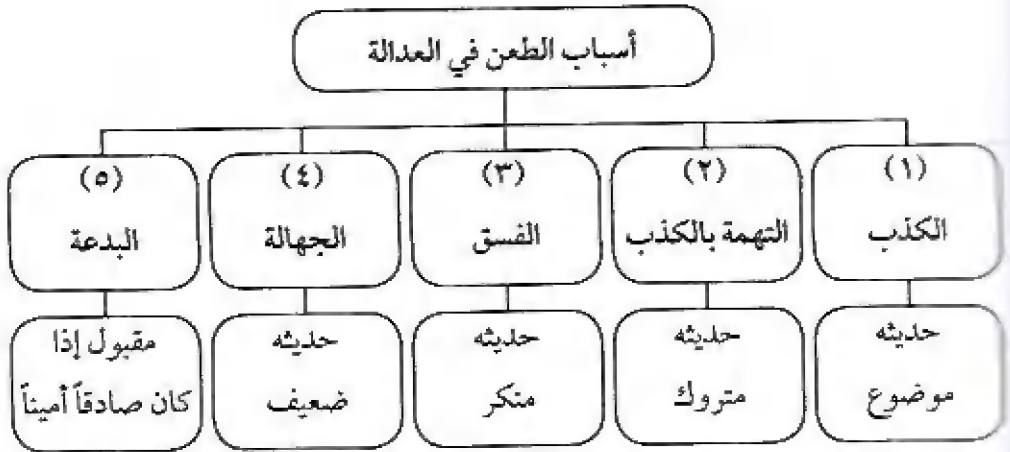 أسباب الطعن في العدالة
(١)
الكذب
حديثه
موضوع
(٢)
التهمة بالكذب
حديثه
متروك
(٣)
الفسق
حديثه
منكر
(٤)
الجهالة
حديثه
ضعيف
(٥)
البدعة
مقبول إذا
كان صادقاً أميناً